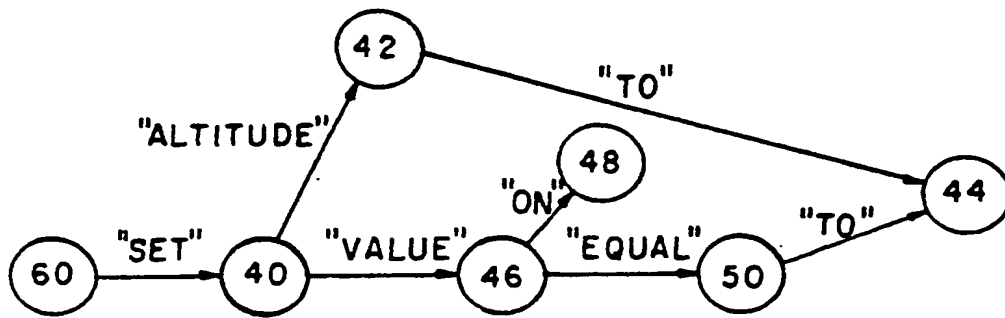 42
"TO"
"ALTITUDE"
48
"ON"
44
"SET"
"VALUE"
"EQUAL"
"TO"
60
40
46
50